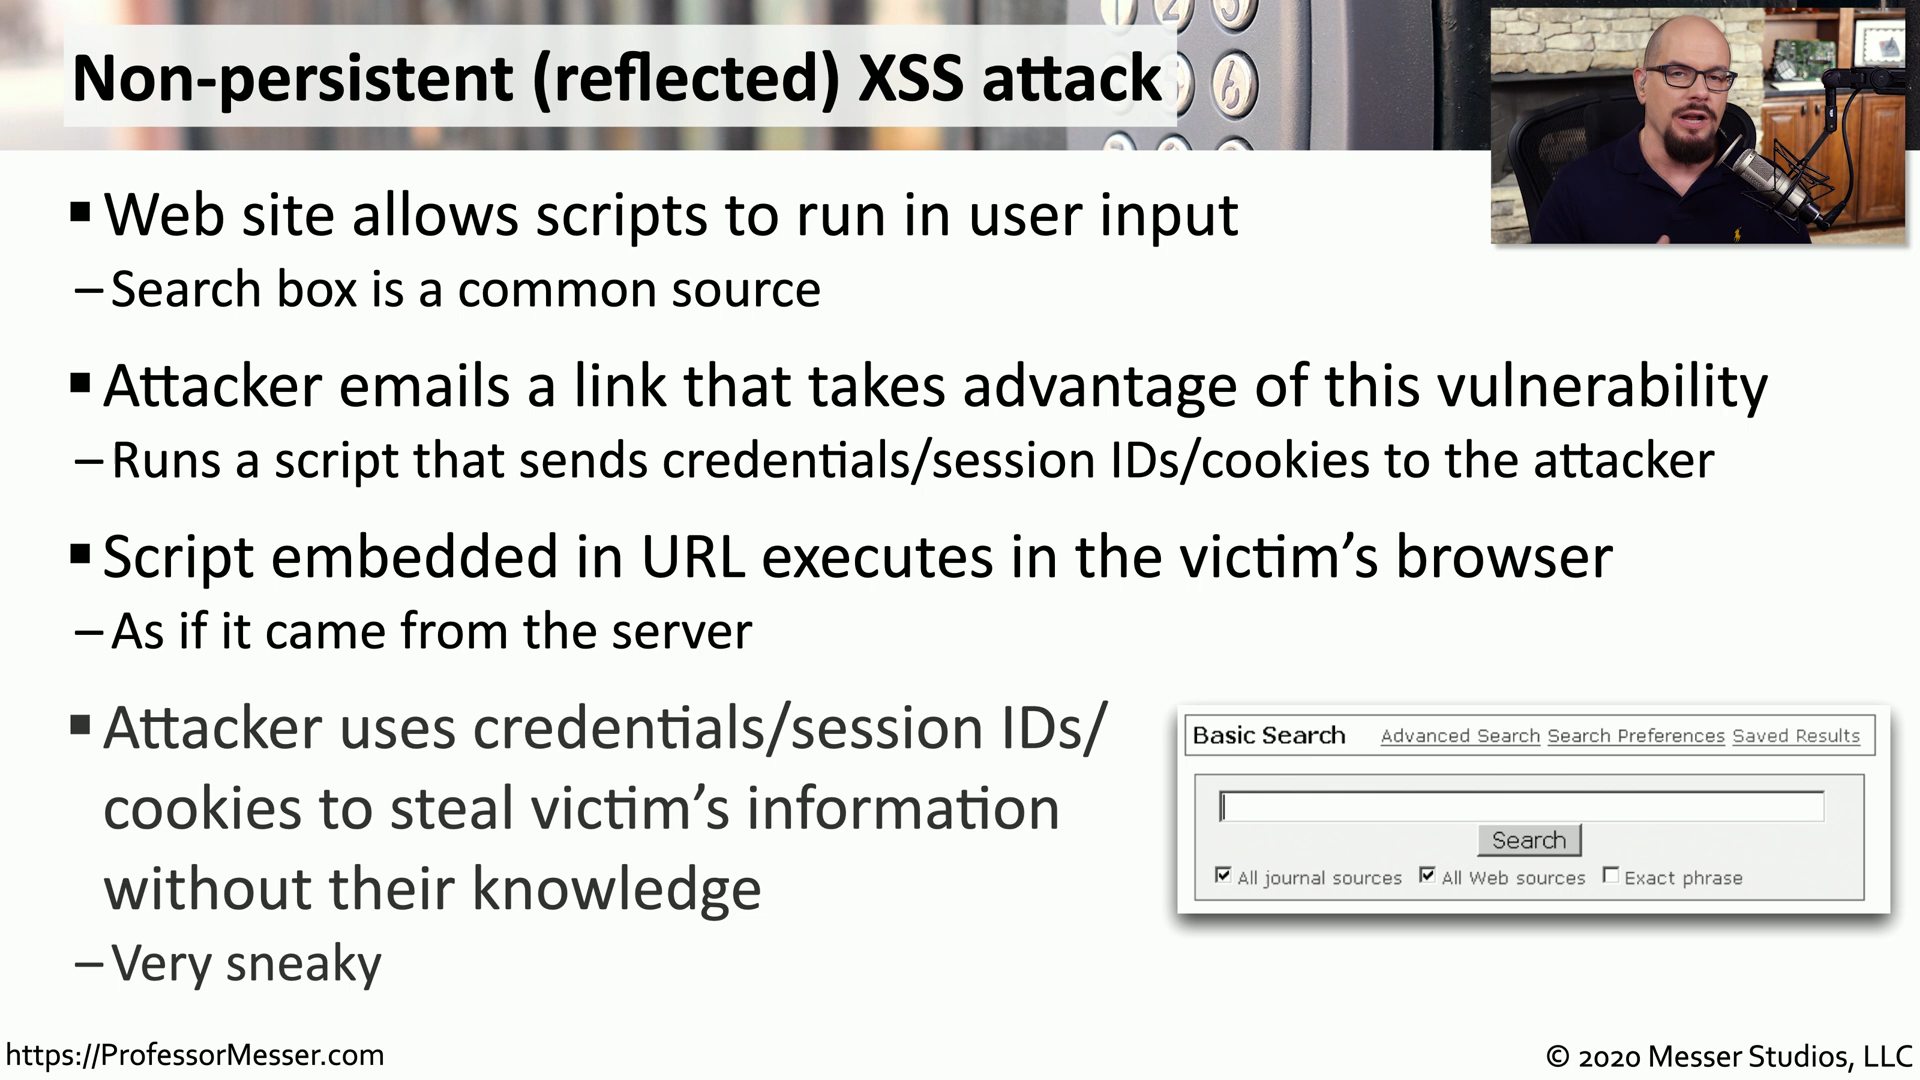 Non-persistent (reflected) XSS attack
▪ Web site allows scripts to run in user input
– Search box is a common source
▪ Attacker emails a link that takes advantage of this vulnerability
– Runs a script that sends credentials/session IDs/cookies to the attacker
▪ Script embedded in URL executes in the victim’s browser
– As if it came from the server
▪ Attacker uses credentials/session IDs/
cookies to steal victim’s information
without their knowledge
– Very sneaky
Basic Search Advanced Search Search Preferences Saved Results
Search
All journal sources All Web sources Exact phrase
https://ProfessorMesser.com
© 2020 Messer Studios, LLC